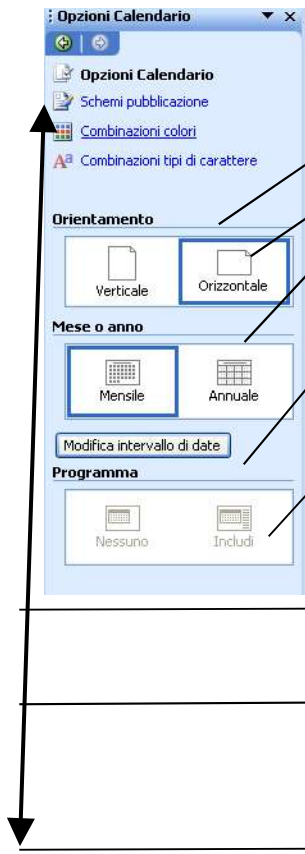 Opzioni Calendario
Opzioni Calendario
Schemi pubblicazione
Combinazioni colori
Aa Combinazioni tipi di carattere
Orientamento
Verticale Orizzontale
Mese o anno
Mensile Annuale
Modifica intervallo di date
Programma
Nessuno Includi